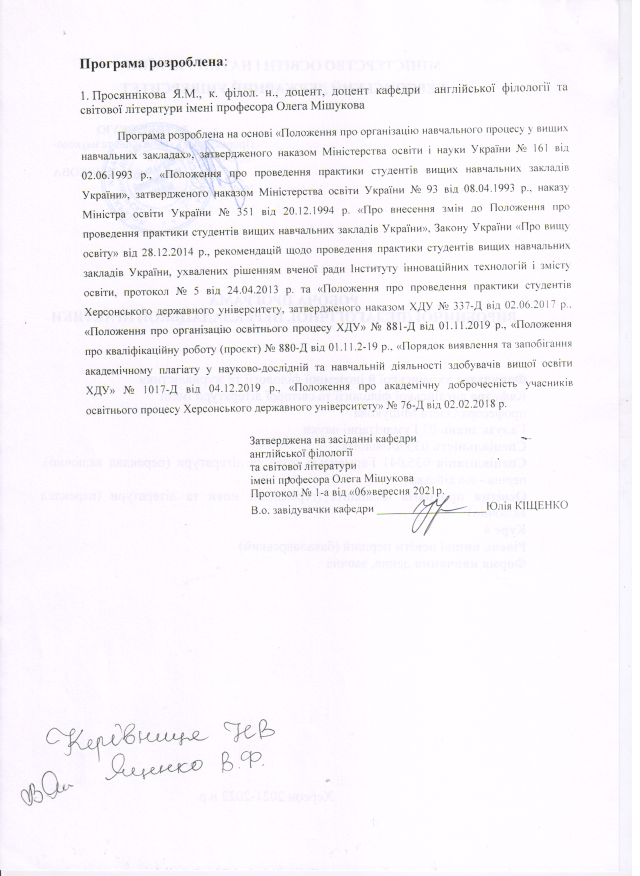 Програма розроблена:
1. Просяннікова Я.М., к. філол. н., доцент, доцент кафедри англійської філології та
світової літератури імені професора Олега Мішукова
Програма розроблена на основі «Положення про організацію навчального процесу у вищих
навчальних закладах», затвердженого наказом Міністерства освіти і науки України № 161 від
02.06.1993 р., «Положення про проведення практики студентів вищих навчальних закладів
України», затвердженого наказом Міністерства освіти України № 93 від 08.04.1993 р., наказу
Міністра освіти України № 351 від 20.12.1994 р. «Про внесення змін до Положення про
проведення практики студентів вищих навчальних закладів України», Закону України «Про вищу
освіту» від 28.12.2014 р., рекомендацій щодо проведення практики студентів вищих навчальних
закладів України, ухвалених рішенням вченої ради Інституту інноваційних технологій і змісту
освіти, протокол № 5 від 24.04.2013 р. та «Положення про проведення практики студентів
Херсонського державного університету, затвердженого наказом ХДУ № 337-Д від 02.06.2017 р.,
«Положення про організацію освітнього процесу ХДУ» № 881-Д від 01.11.2019 р., «Положення
про кваліфікаційну роботу (проєкт) № 880-Д від 01.11.2-19 р., «Порядок виявлення та запобігання
академічному плагіату у науково-дослідній та навчальній діяльності здобувачів вищої освіти
ХДУ» № 1017-Д від 04.12.2019 р., «Положення про академічну доброчесність учасників
освітнього процесу Херсонського державного університету» № 76-Д від 02.02.2018 р.
Затверджена на засіданні кафедри
англійської філології
та світової літератури
імені професора Олега Мішукова
Протокол № 1-а від «06»вересня 2021р.
В.о. завідувачки кафедри Юлія КІЩЕНКО
Керівниця НВ
Яценко В.Ф.